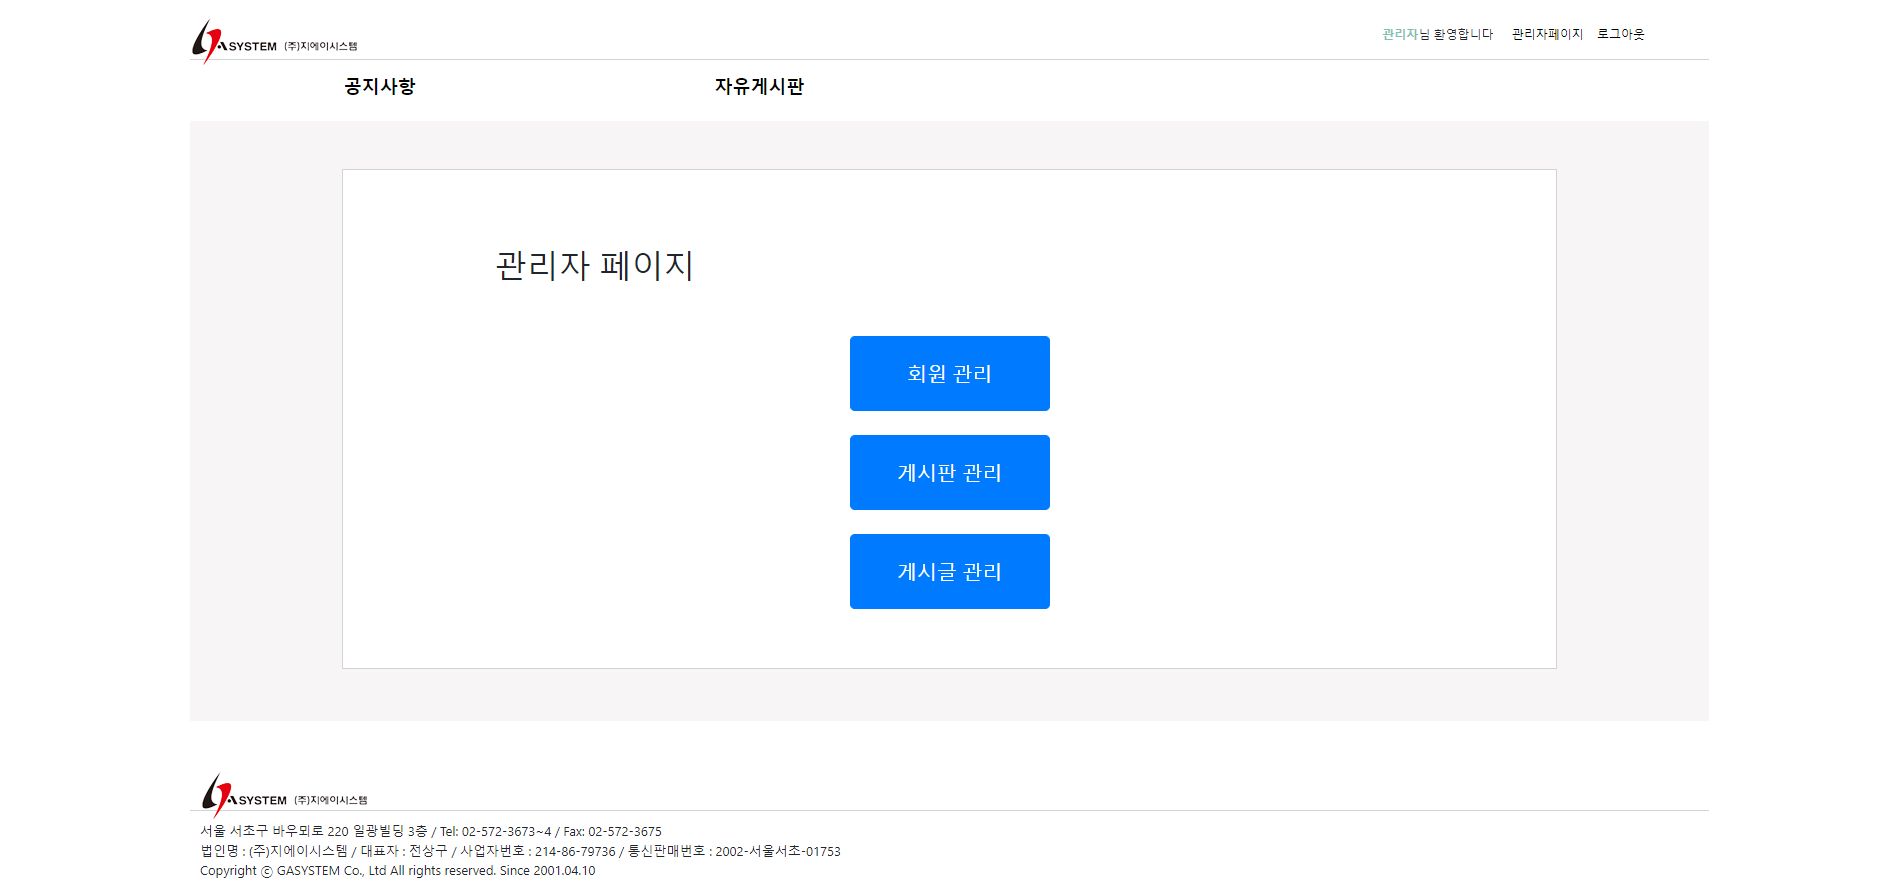 ASYSTEM (주)지에이시스템
관리자님 환영합니다 관리자페이지 로그아웃
공지사항 자유게시판
관리자 페이지
회원 관리
게시판 관리
게시글 관리
ASYSTEM (주)지에이시스템
서울 서초구 바우뫼로 220 일광빌딩 3층 / Tel: 02-572-3673~4 / Fax: 02-572-3675
법인명 : (주)지에이시스템 / 대표자 : 전상구 / 사업자번호 : 214-86-79736 / 통신판매번호 : 2002-서울서초-01753
Copyright ⓒ GASYSTEM Co., Ltd All rights reserved. Since 2001.04.10